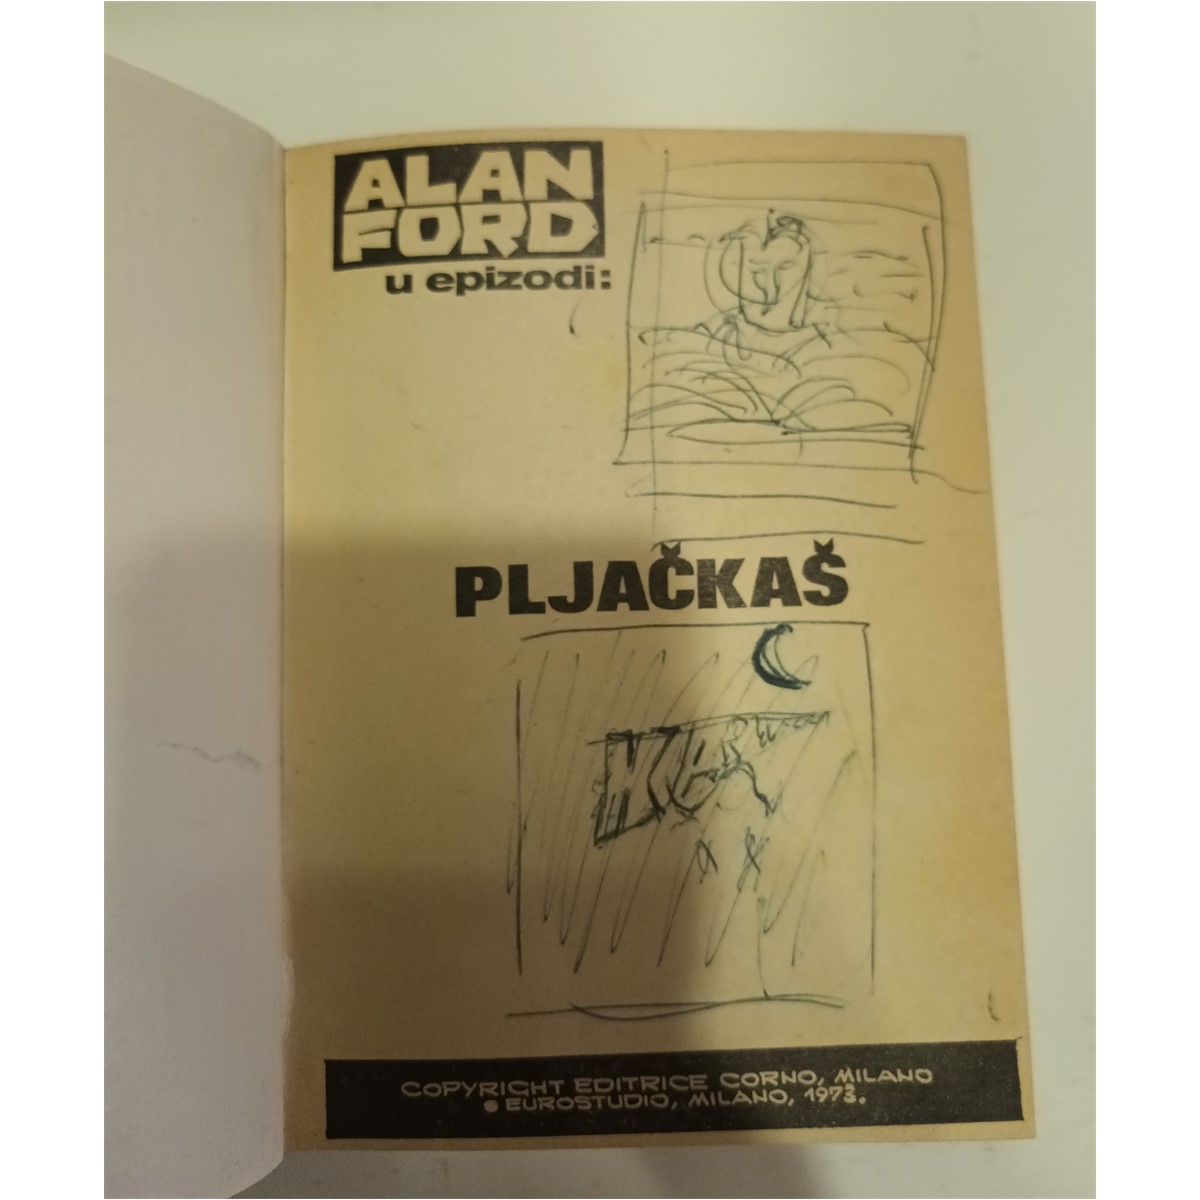 ALAN
FORD
u epizodi:
PLJAČKAŠ
COPYRIGHT EDITRICE CORNO, MILANO
• EUROSTUDIO, MILANO, 1973.